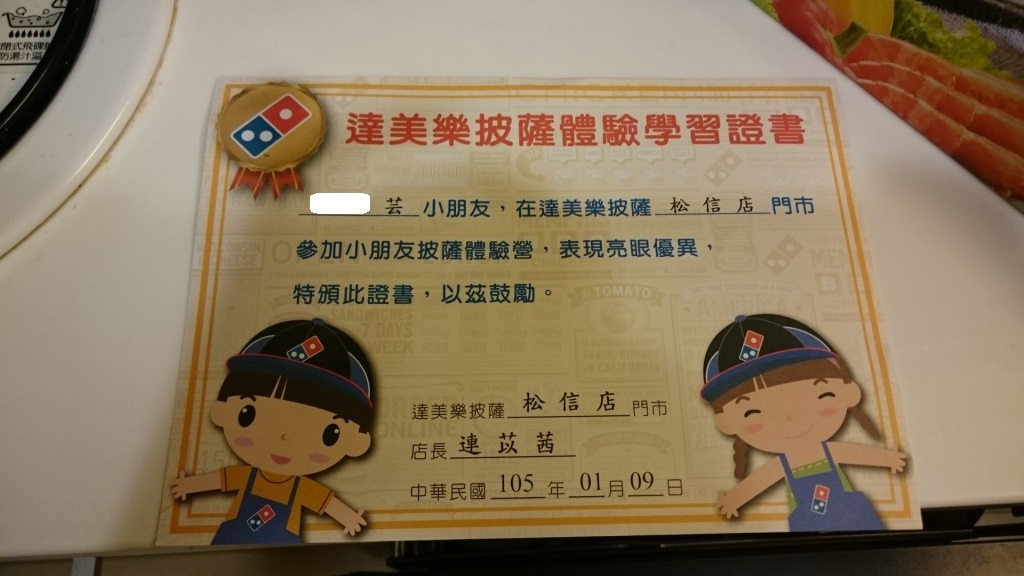 達美樂披薩體驗學習證書
芸 小朋友，在達美樂披薩 松信店 門市
參加小朋友披薩體驗營，表現亮眼優異，
特頒此證書，以茲鼓勵。
達美樂披薩 松信店 門市
店長 連苡茜
中華民國 105 年 01 月 09 日